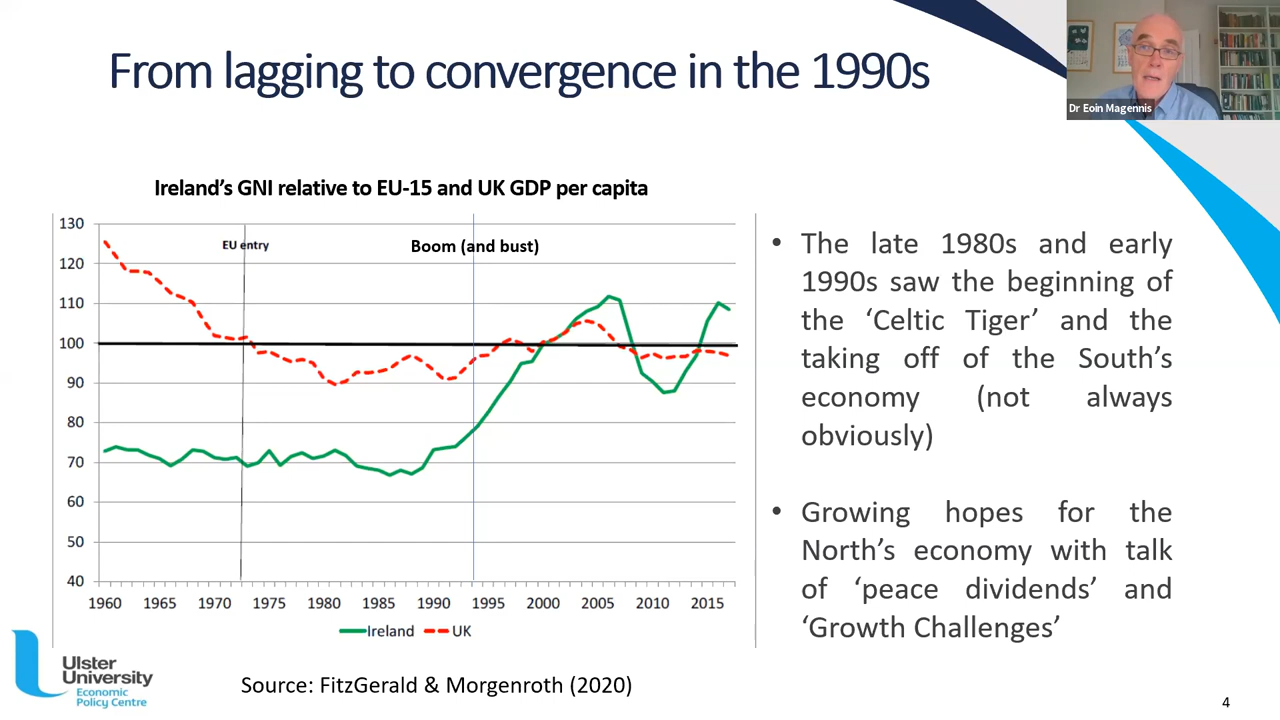 From lagging to convergence in the 1990s
Dr Eoin Magennis
Ireland's GNI relative to EU-15 and UK GDP per capita
130
120
110
100
90
80
70
60
50
40
EU entry
Boom (and bust)
1960 1965 1970 1975 1980 1985 1990 1995 2000 2005 2010 2015
Ireland UK
• The late 1980s and early
1990s saw the beginning of
the ‘Celtic Tiger’ and the
taking off of the South’s
economy (not always
obviously)
• Growing hopes for the
North’s economy with talk
of ‘peace dividends’ and
‘Growth Challenges’
Ulster
University
Economic
Policy Centre
Source: FitzGerald & Morgenroth (2020)
4